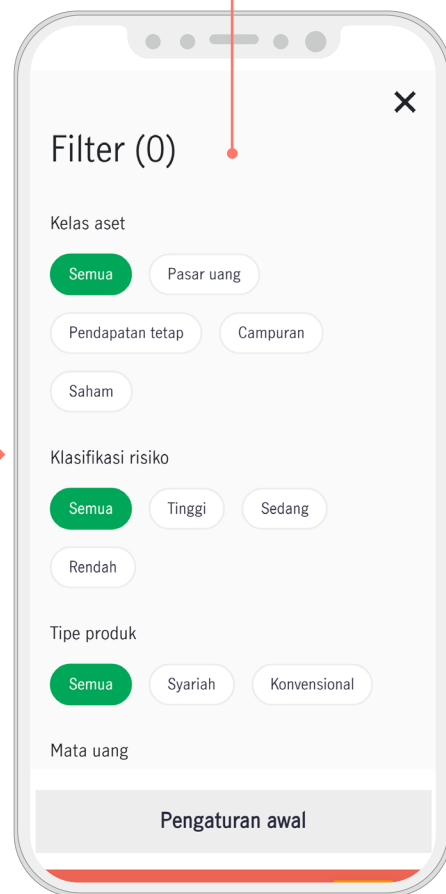 Filter (0)
Kelas aset
Semua Pasar uang
Pendapatan tetap Campuran
Saham
Klasifikasi risiko
Semua Tinggi Sedang
Rendah
Tipe produk
Semua Syariah Konvensional
Mata uang
Pengaturan awal